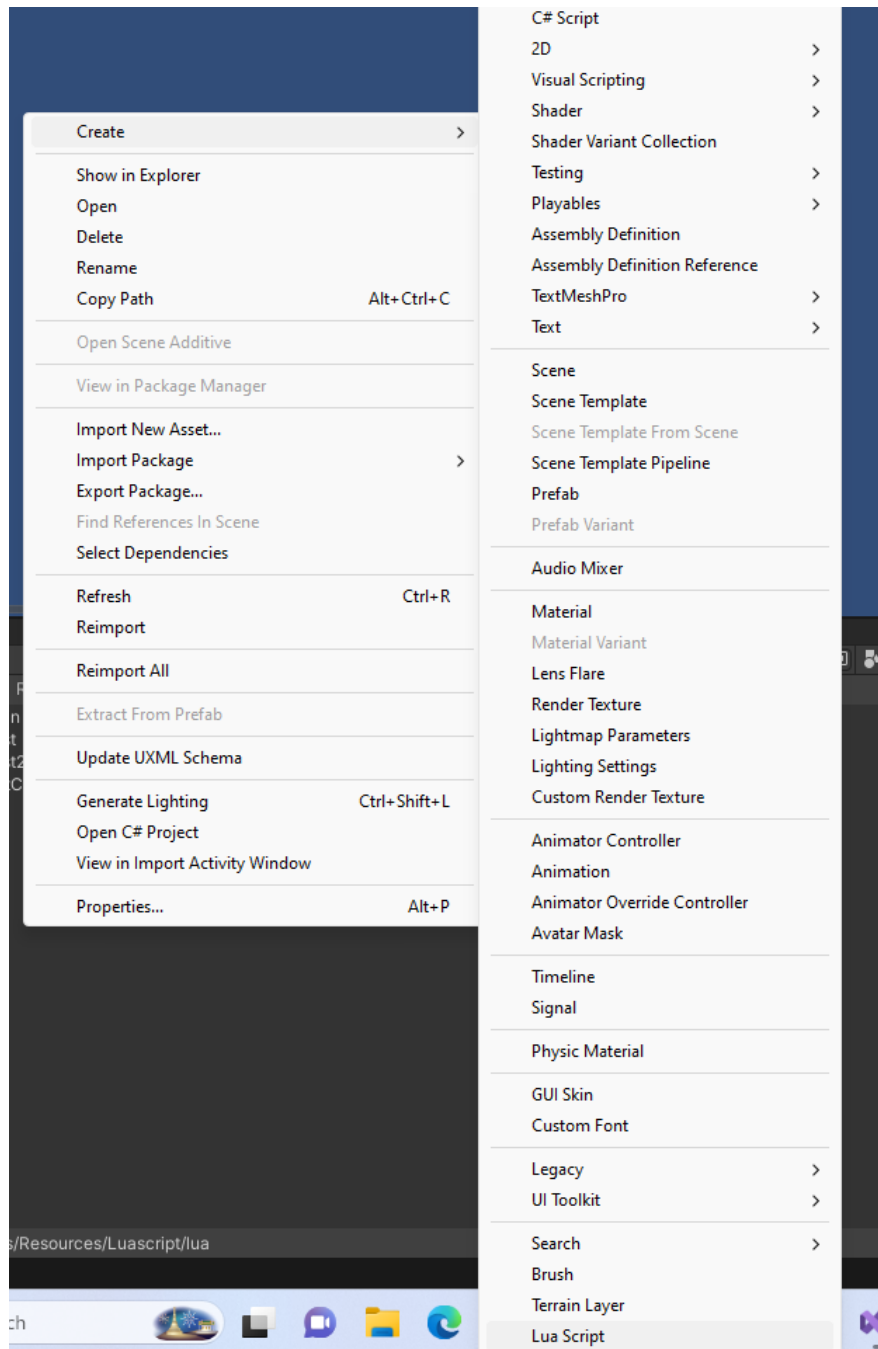 Create
Show in Explorer
Open
Delete
Rename
Copy Path Alt+Ctrl+C
Open Scene Additive
View in Package Manager
Import New Asset...
Import Package
Export Package...
Find References In Scene
Select Dependencies
Refresh Ctrl+R
Reimport
Reimport All
Extract From Prefab
Update UXML Schema
Generate Lighting Ctrl+Shift+L
Open C# Project
View in Import Activity Window
Properties... Alt+P
s/Resources/Luascript/lua
ch
C# Script
2D
Visual Scripting
Shader
Shader Variant Collection
Testing
Playables
Assembly Definition
Assembly Definition Reference
TextMeshPro
Text
Scene
Scene Template
Scene Template From Scene
Scene Template Pipeline
Prefab
Prefab Variant
Audio Mixer
Material
Material Variant
Lens Flare
Render Texture
Lightmap Parameters
Lighting Settings
Custom Render Texture
Animator Controller
Animation
Animator Override Controller
Avatar Mask
Timeline
Signal
Physic Material
GUI Skin
Custom Font
Legacy
UI Toolkit
Search
Brush
Terrain Layer
Lua Script